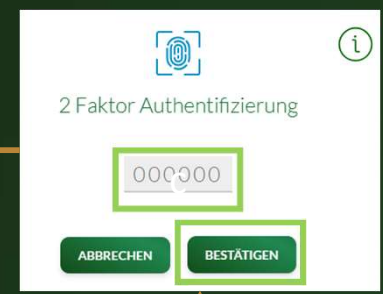 i
2 Faktor Authentifizierung
000000
ABBRECHEN BESTÄTIGEN